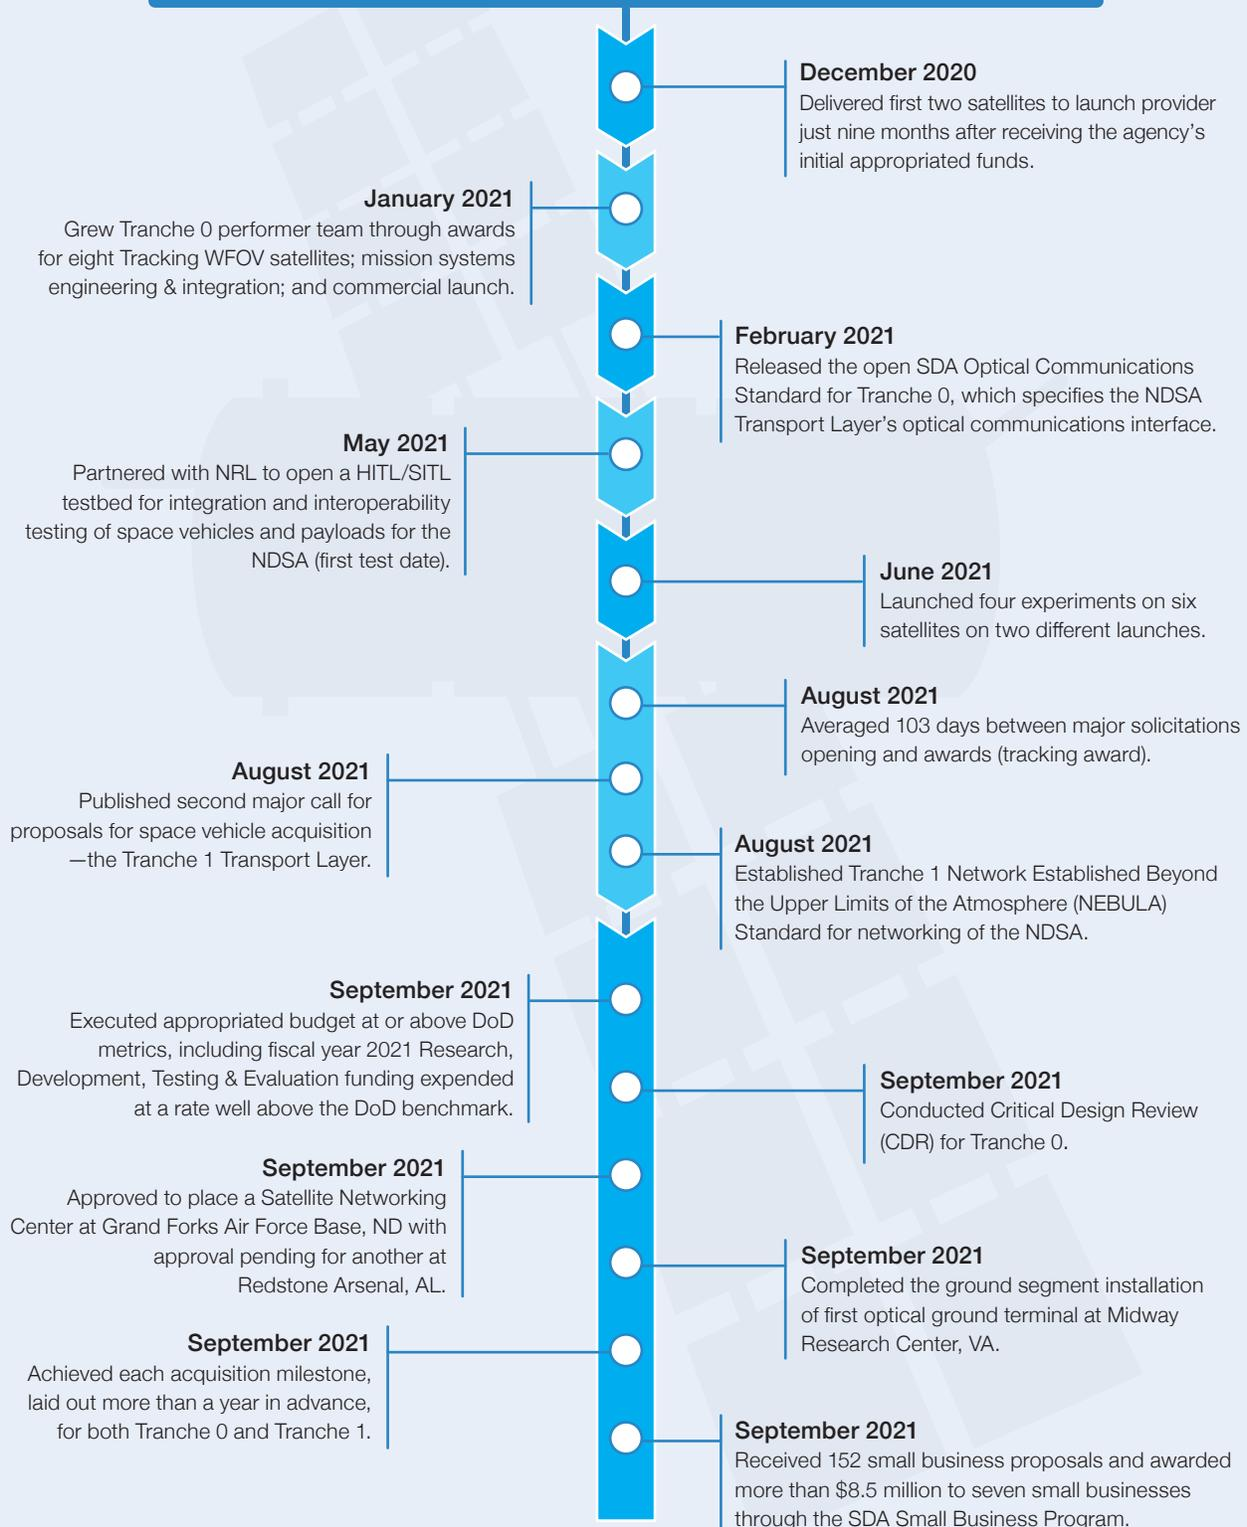 December 2020
Delivered first two satellites to launch provider
just nine months after receiving the agency's
initial appropriated funds.
January 2021
Grew Tranche 0 performer team through awards
for eight Tracking WFOV satellites; mission systems
engineering & integration; and commercial launch.
February 2021
Released the open SDA Optical Communications
Standard for Tranche 0, which specifies the NDSA
Transport Layer's optical communications interface.
May 2021
Partnered with NRL to open a HITL/SITL
testbed for integration and interoperability
testing of space vehicles and payloads for the
NDSA (first test date).
June 2021
Launched four experiments on six
satellites on two different launches.
August 2021
Averaged 103 days between major solicitations
opening and awards (tracking award).
August 2021
Published second major call for
proposals for space vehicle acquisition
—the Tranche 1 Transport Layer.
August 2021
Established Tranche 1 Network Established Beyond
the Upper Limits of the Atmosphere (NEBULA)
Standard for networking of the NDSA.
September 2021
Executed appropriated budget at or above DoD
metrics, including fiscal year 2021 Research,
Development, Testing & Evaluation funding expended
at a rate well above the DoD benchmark.
September 2021
Conducted Critical Design Review
(CDR) for Tranche 0.
September 2021
Approved to place a Satellite Networking
Center at Grand Forks Air Force Base, ND with
approval pending for another at
Redstone Arsenal, AL.
September 2021
Completed the ground segment installation
of first optical ground terminal at Midway
Research Center, VA.
September 2021
Achieved each acquisition milestone,
laid out more than a year in advance,
for both Tranche 0 and Tranche 1.
September 2021
Received 152 small business proposals and awarded
more than $8.5 million to seven small businesses
through the SDA Small Business Program.